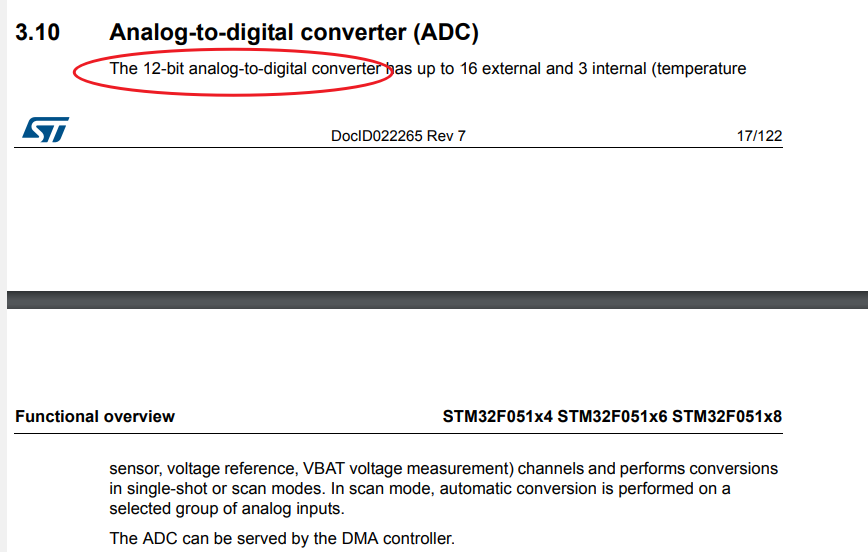 3.10 Analog-to-digital converter (ADC)
The 12-bit analog-to-digital converter has up to 16 external and 3 internal (temperature
ST DocID022265 Rev 7 17/122
Functional overview STM32F051x4 STM32F051x6 STM32F051x8
sensor, voltage reference, VBAT voltage measurement) channels and performs conversions
in single-shot or scan modes. In scan mode, automatic conversion is performed on a
selected group of analog inputs.
The ADC can be served by the DMA controller.